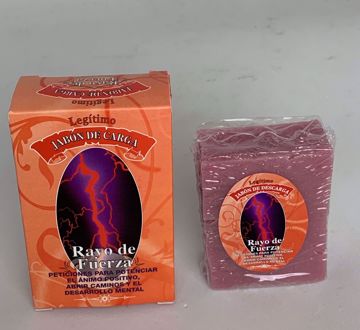 Legítimo
JABÓN DE CARGA
Rayo de
Fuerza
PETICIONES PARA POTENCIAR
EL ÁNIMO POSITIVO,
ABRIR CAMINOS Y EL
DESARROLLO MENTAL
Legítimo
JABÓN DE DESCARGA
Rayo de
Fuerza